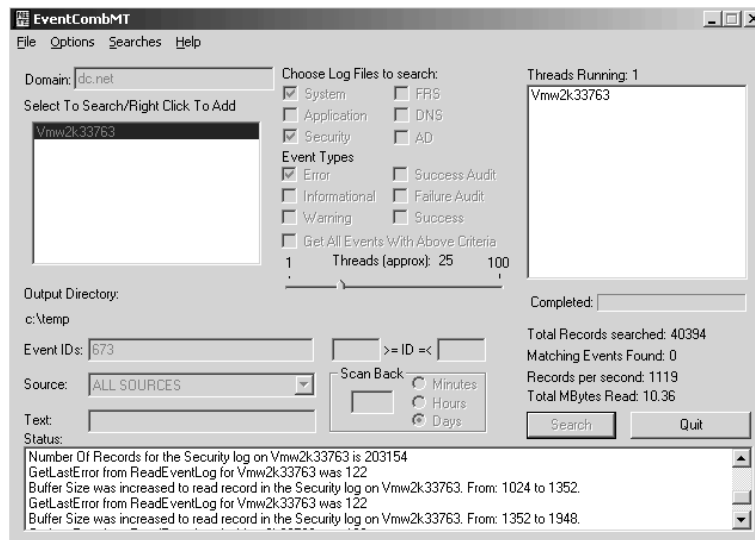 EventCombMT
File Options Searches Help
Domain: dc.net
Select To Search/Right Click To Add
Vmw2k33763
Choose Log Files to search:
System FRS
Application DNS
Security AD
Event Types
Error Success Audit
Informational Failure Audit
Warning Success
Get All Events With Above Criteria
1 Threads (approx): 25 100
Threads Running: 1
Vmw2k33763
Output Directory:
c:\temp
Event IDs: 673
>= ID =<
Source: ALL SOURCES
Scan Back
Minutes
Hours
Days
Text:
Completed:
Total Records searched: 40394
Matching Events Found: 0
Records per second: 1119
Total MBytes Read: 10.36
Search Quit
Status:
Number Of Records for the Security log on Vmw2k33763 is 203154
GetLastError from ReadEventLog for Vmw2k33763 was 122
Buffer Size was increased to read record in the Security log on Vmw2k33763. From: 1024 to 1352.
GetLastError from ReadEventLog for Vmw2k33763 was 122
Buffer Size was increased to read record in the Security log on Vmw2k33763. From: 1352 to 1948.